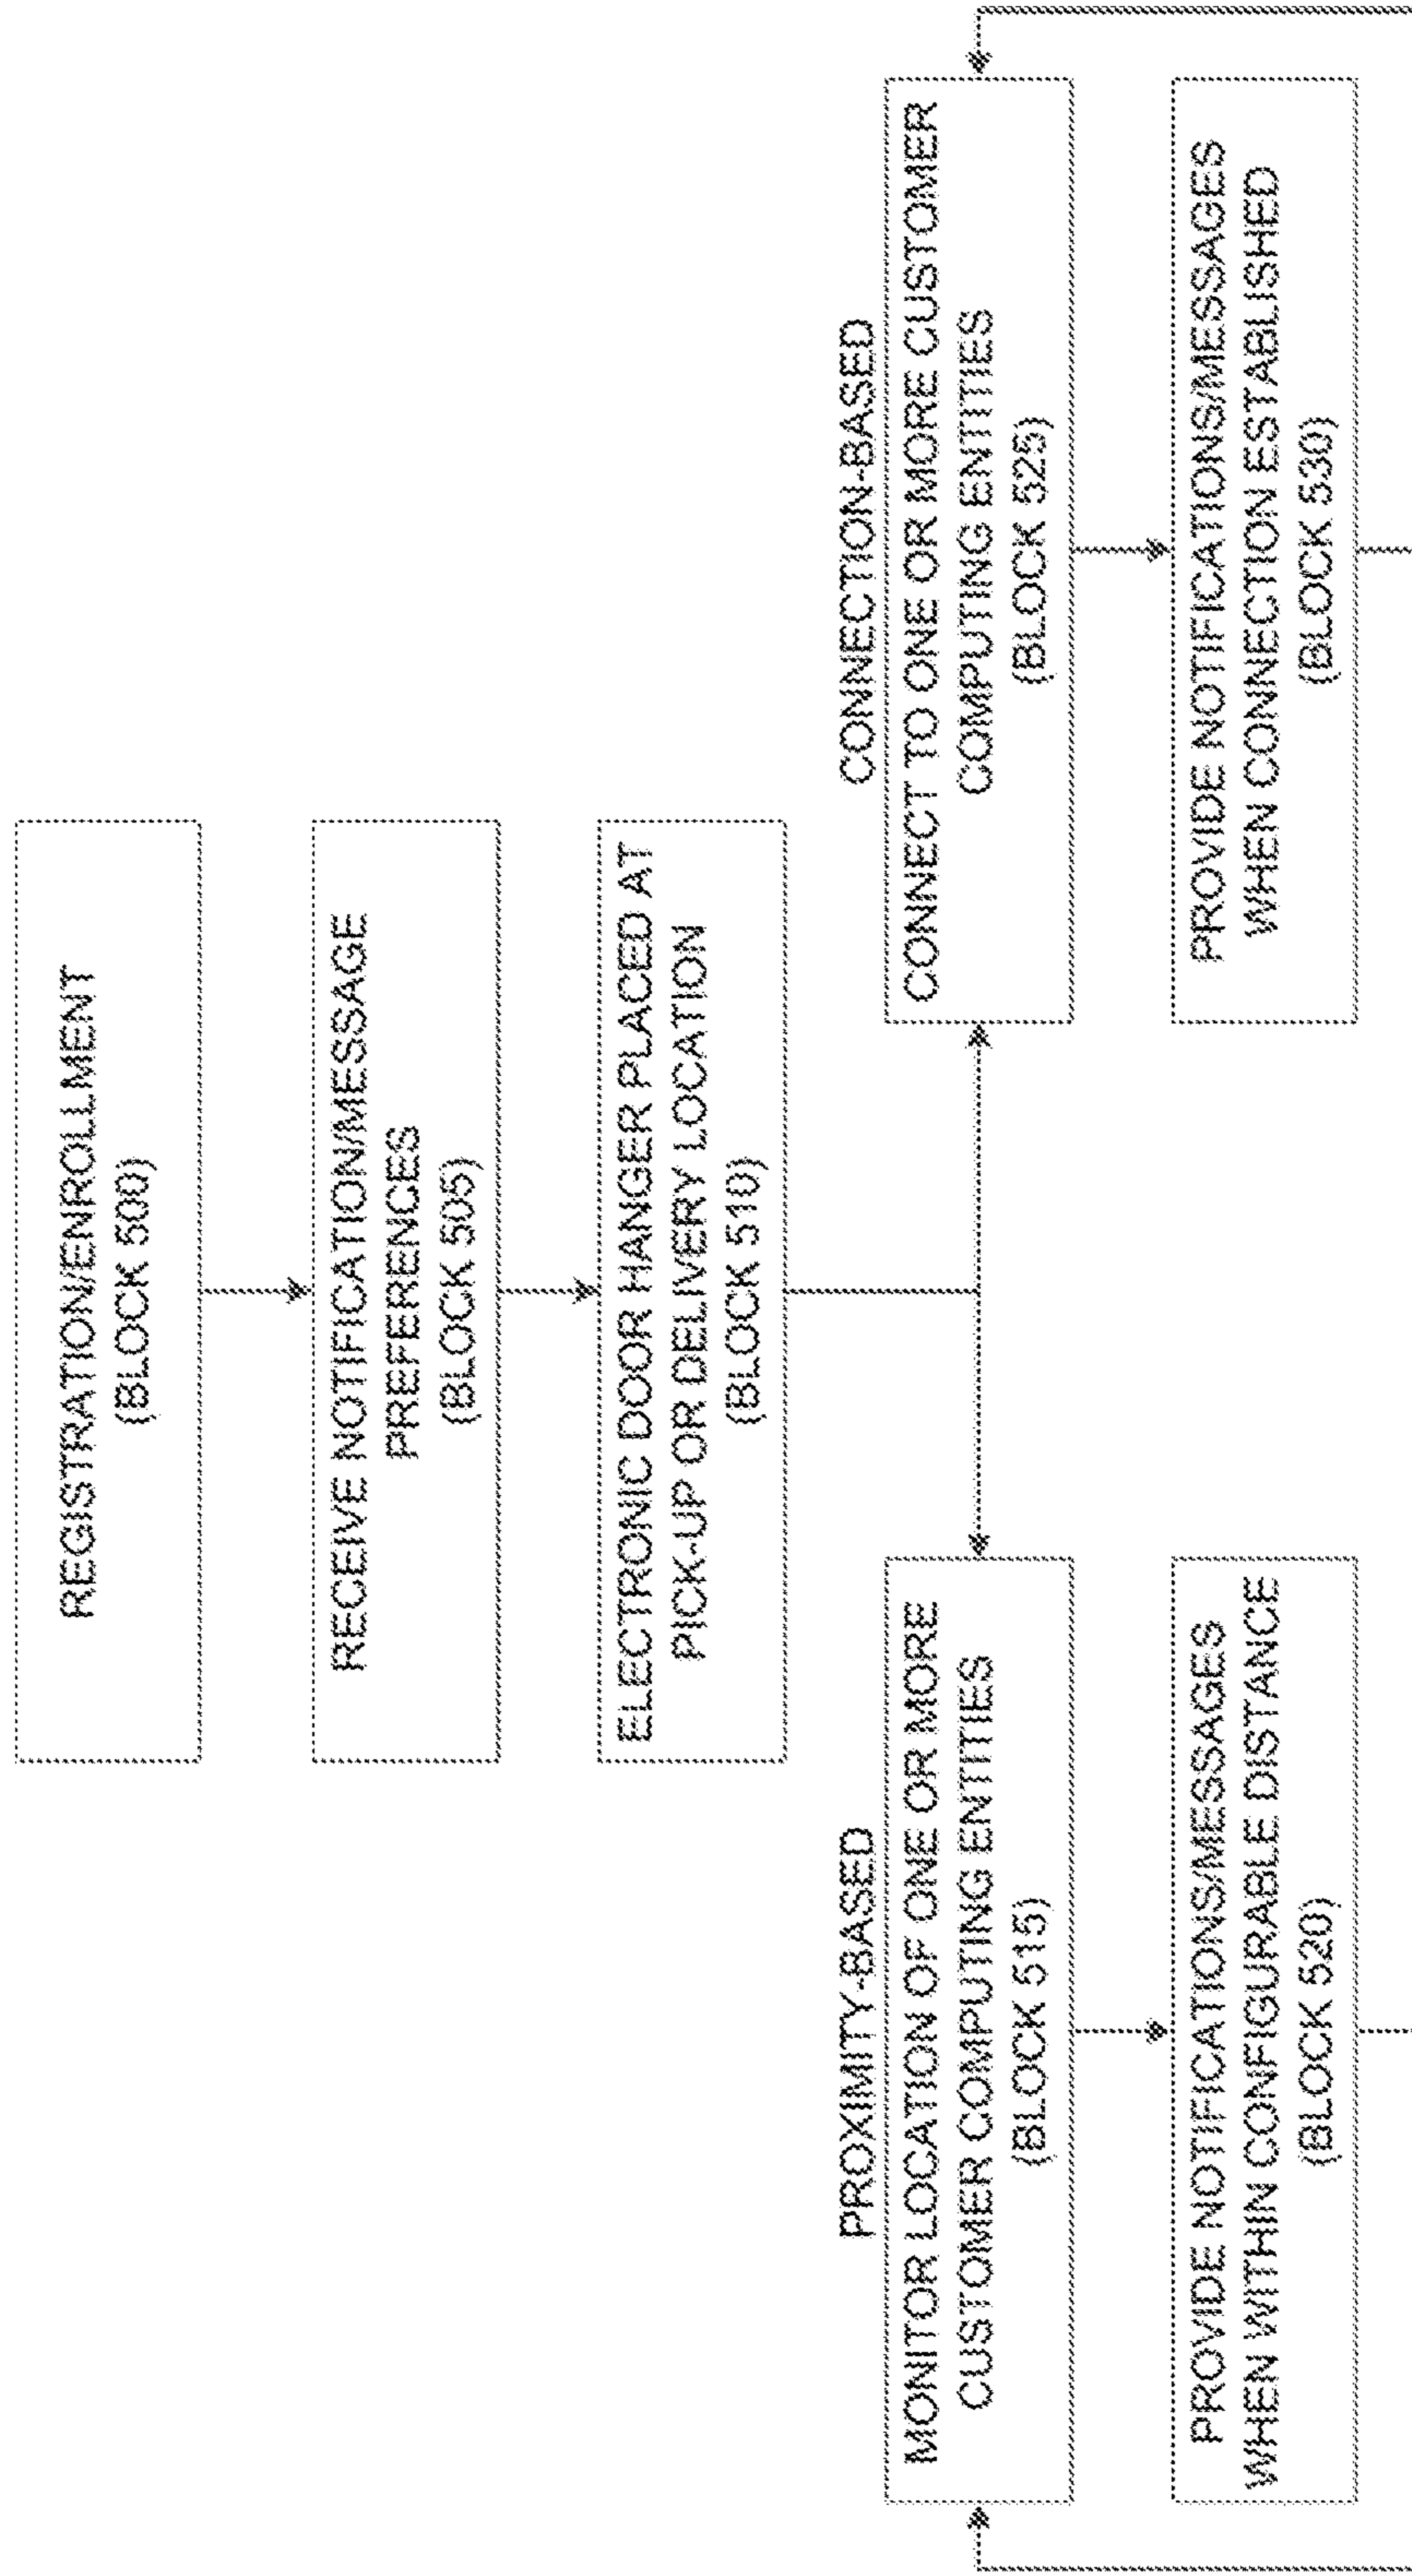 REGISTRATION/ENROLLMENT
(BLOCK 500)
RECEIVE NOTIFICATION/MESSAGE
PREFERENCES
(BLOCK 505)
ELECTRONIC DOOR HANGER PLACED AT
PICK-UP OR DELIVERY LOCATION
(BLOCK 510)
PROXIMITY-BASED
MONITOR LOCATION OF ONE OR MORE
CUSTOMER COMPUTING ENTITIES
(BLOCK 515)
PROVIDE NOTIFICATIONS/MESSAGES
WHEN WITHIN CONFIGURABLE DISTANCE
(BLOCK 520)
CONNECTION-BASED
CONNECT TO ONE OR MORE CUSTOMER
COMPUTING ENTITIES
(BLOCK 525)
PROVIDE NOTIFICATIONS/MESSAGES
WHEN CONNECTION ESTABLISHED
(BLOCK 530)